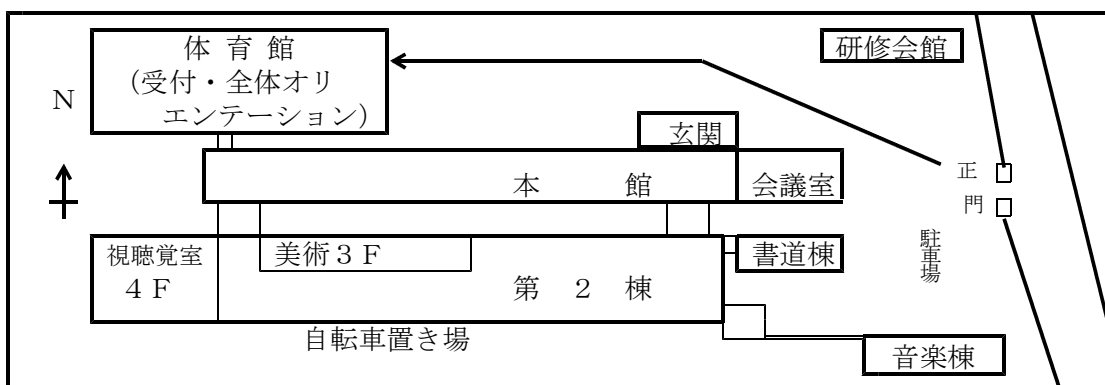 体 育 館
(受付・全体オリ
エンテーション)
研修会館
N
玄関
本　　館
会議室
正
門
視聴覚室
４Ｆ
美術３Ｆ
第　２　棟
書道棟
駐車場
自転車置き場
音楽棟